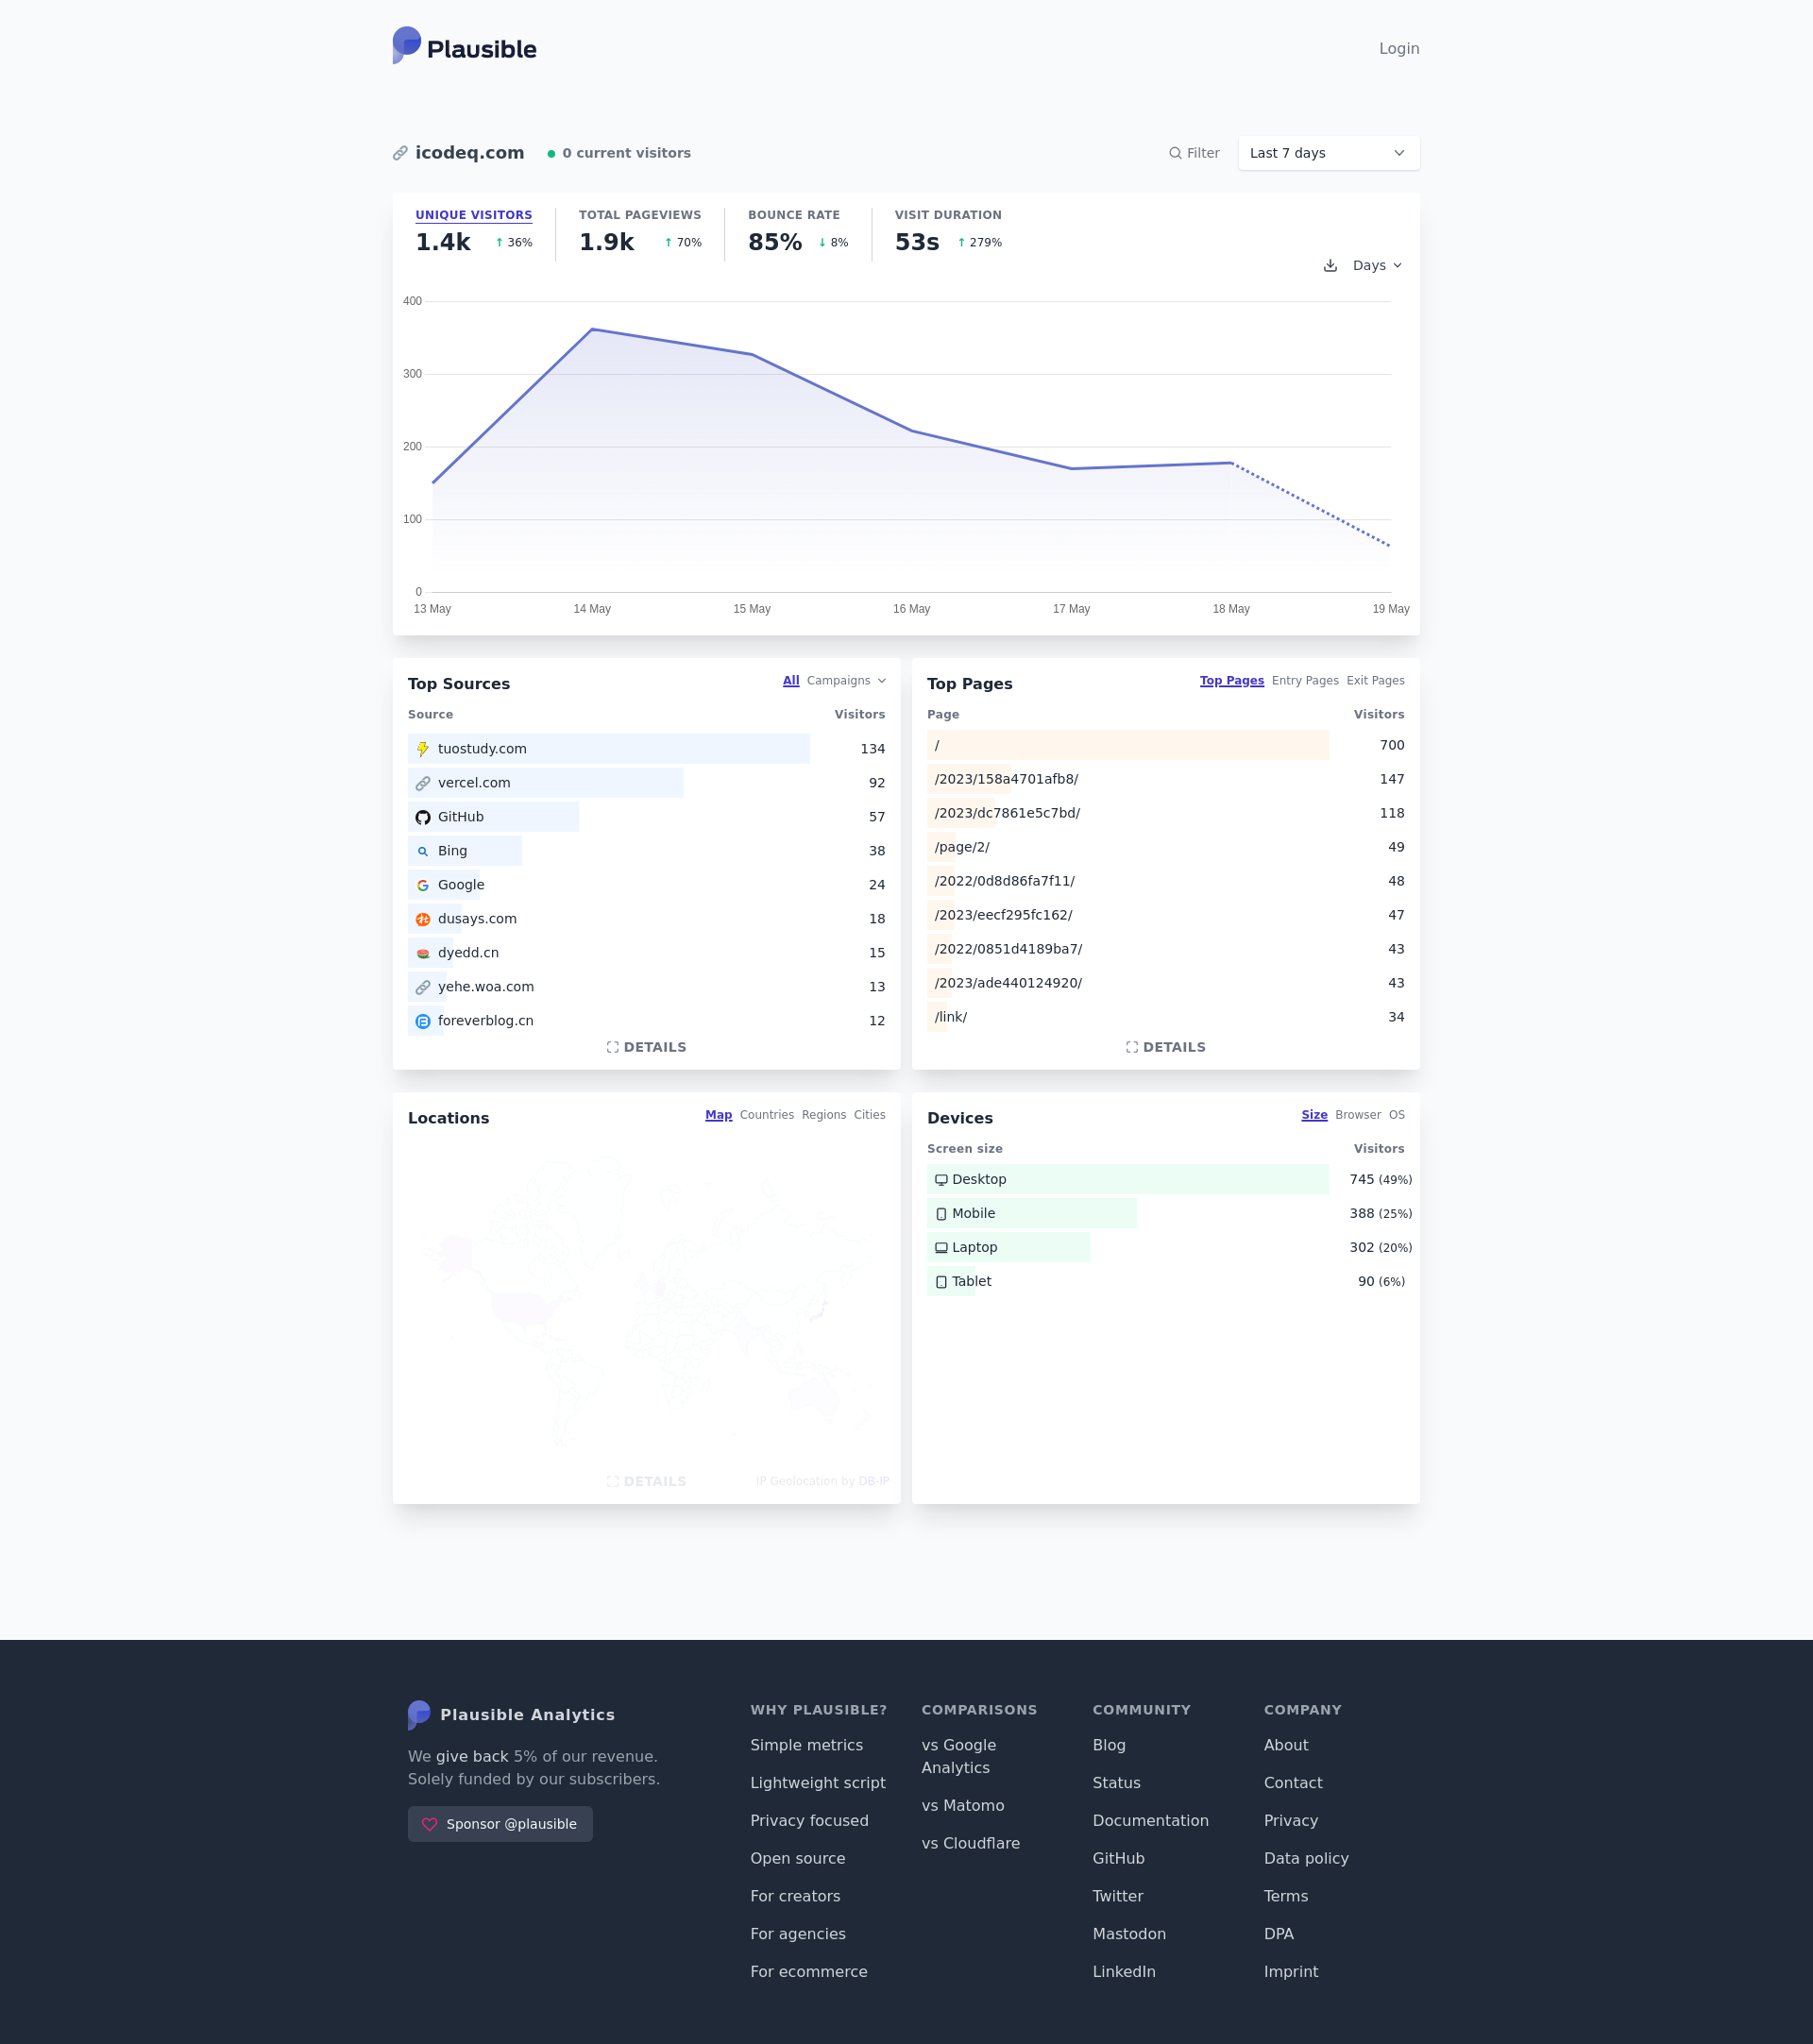 Plausible
Login
icodeq.com
0 current visitors
Filter
Last 7 days
UNIQUE VISITORS
1.4k ↑ 36%
TOTAL PAGEVIEWS
1.9k ↑ 70%
BOUNCE RATE
85% ↓ 8%
VISIT DURATION
53s ↑ 279%
Days
400
300
200
100
0
13 May 14 May 15 May 16 May 17 May 18 May 19 May
Top Sources
All Campaigns
Source Visitors
tuostudy.com 134
vercel.com 92
GitHub 57
Bing 38
Google 24
dusays.com 18
dyedd.cn 15
yehe.woa.com 13
foreverblog.cn 12
DETAILS
Top Pages
Top Pages Entry Pages Exit Pages
Page Visitors
/ 700
/2023/158a4701afb8/ 147
/2023/dc7861e5c7bd/ 118
/page/2/ 49
/2022/0d8d86fa7f11/ 48
/2023/eecf295fc162/ 47
/2022/0851d4189ba7/ 43
/2023/ade440124920/ 43
/link/ 34
DETAILS
Locations
Map Countries Regions Cities
DETAILS
IP Geolocation by DB-IP
Devices
Size Browser OS
Screen size Visitors
Desktop 745 (49%)
Mobile 388 (25%)
Laptop 302 (20%)
Tablet 90 (6%)
Plausible Analytics
We give back 5% of our revenue.
Solely funded by our subscribers.
Sponsor @plausible
WHY PLAUSIBLE?
Simple metrics
Lightweight script
Privacy focused
Open source
For creators
For agencies
For ecommerce
COMPARISONS
vs Google
Analytics
vs Matomo
vs Cloudflare
COMMUNITY
Blog
Status
Documentation
GitHub
Twitter
Mastodon
LinkedIn
COMPANY
About
Contact
Privacy
Data policy
Terms
DPA
Imprint